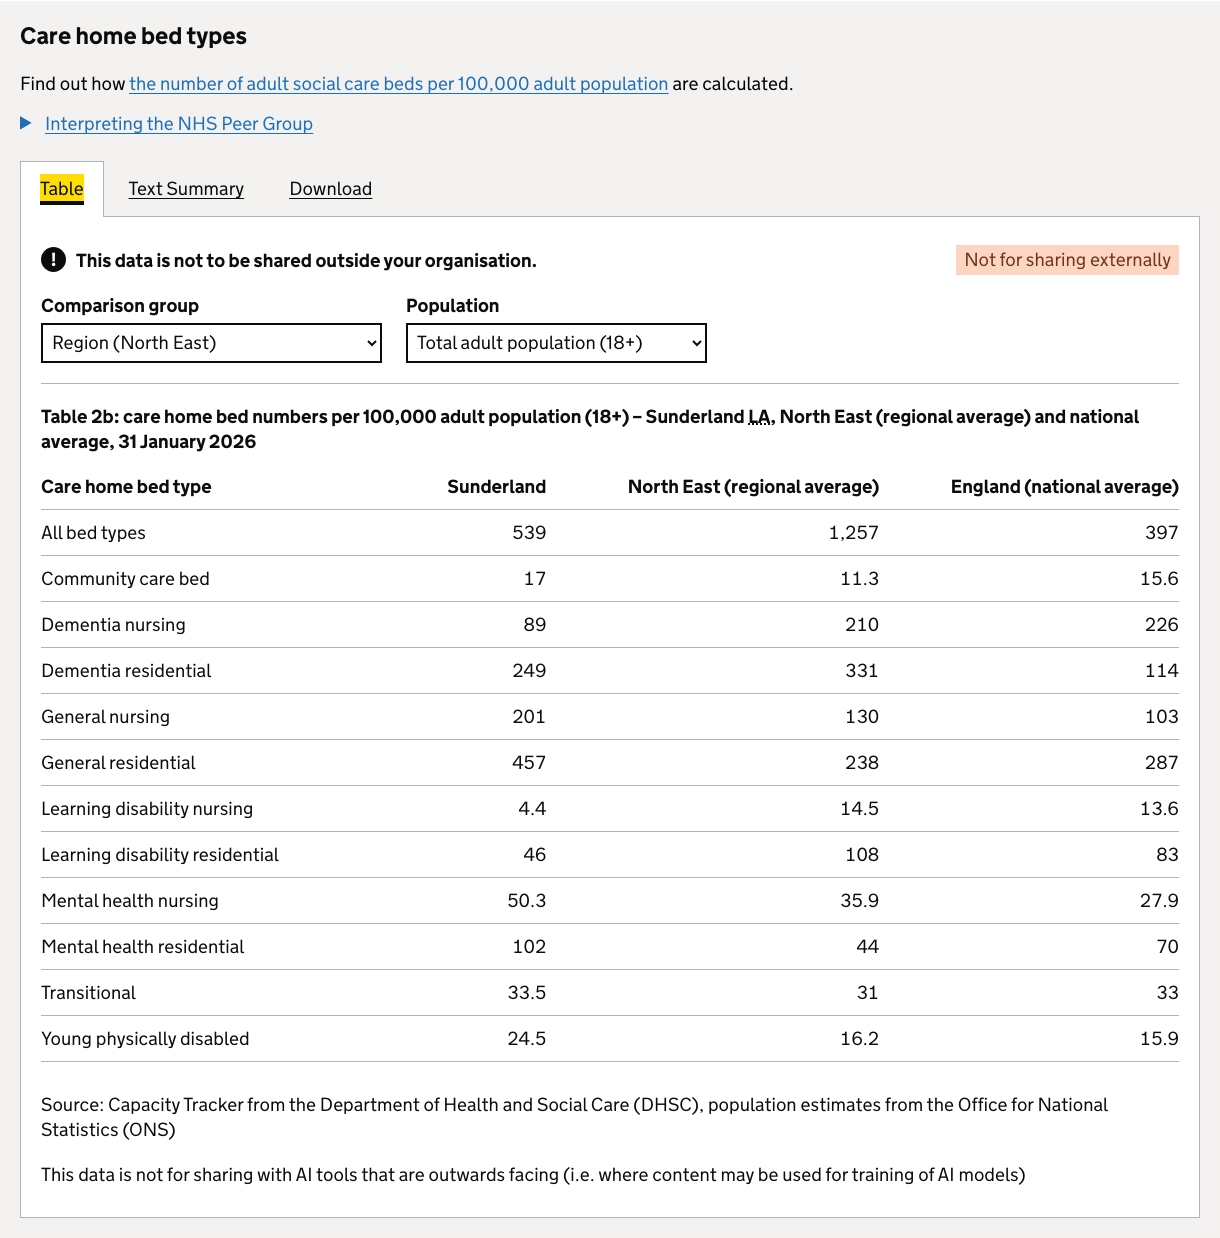 Care home bed types
Find out how the number of adult social care beds per 100,000 adult population are calculated.
Interpreting the NHS Peer Group
Table Text Summary Download
! This data is not to be shared outside your organisation. Not for sharing externally
Comparison group Population
Region (North East) Total adult population (18+)
Table 2b: care home bed numbers per 100,000 adult population (18+) – Sunderland LA, North East (regional average) and national
average, 31 January 2026
Care home bed type Sunderland North East (regional average) England (national average)
All bed types 539 1,257 397
Community care bed 17 11.3 15.6
Dementia nursing 89 210 226
Dementia residential 249 331 114
General nursing 201 130 103
General residential 457 238 287
Learning disability nursing 4.4 14.5 13.6
Learning disability residential 46 108 83
Mental health nursing 50.3 35.9 27.9
Mental health residential 102 44 70
Transitional 33.5 31 33
Young physically disabled 24.5 16.2 15.9
Source: Capacity Tracker from the Department of Health and Social Care (DHSC), population estimates from the Office for National
Statistics (ONS)
This data is not for sharing with AI tools that are outwards facing (i.e. where content may be used for training of AI models)